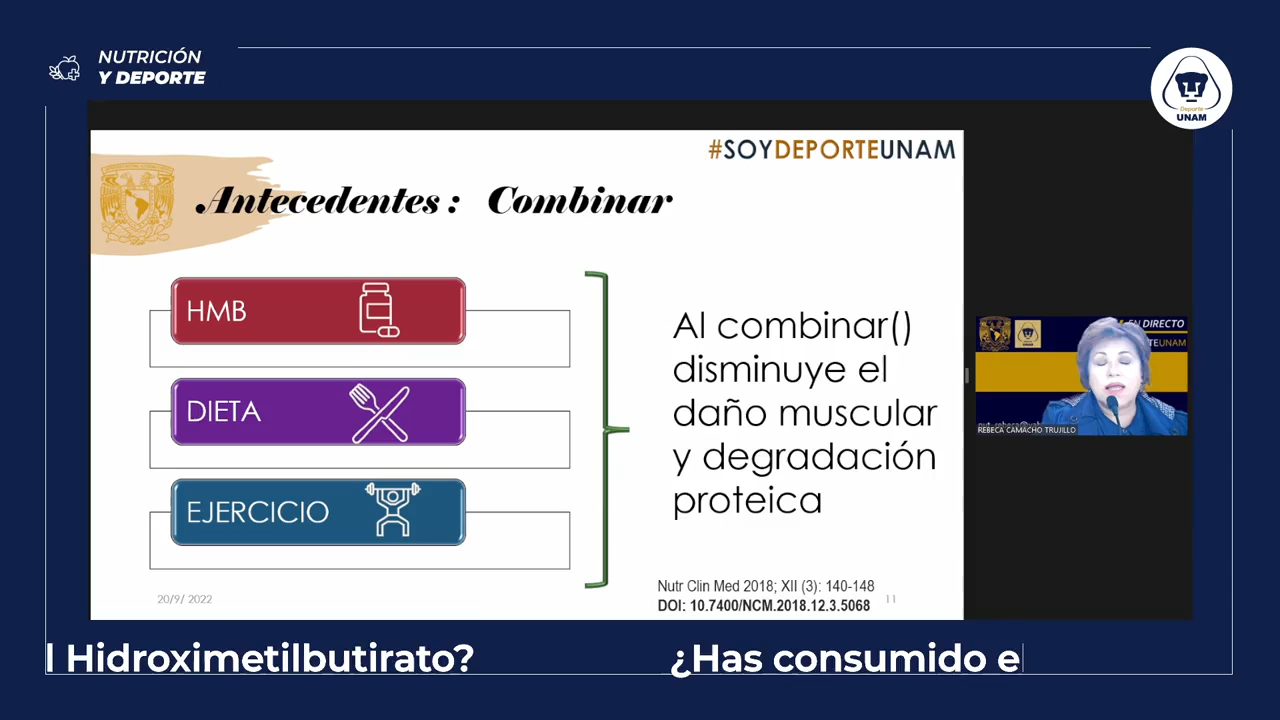 NUTRICIÓN
Y DEPORTE
Deporte
UNAM
#SOYDEPORTEUNAM
Antecedentes : Combinar
HMB
DIETA
EJERCICIO
Al combinar()
disminuye el
daño muscular
y degradación
proteica
Nutr Clin Med 2018; XII (3): 140-148
DOI: 10.7400/NCM.2018.12.3.5068
20/9/ 2022
11
EN DIRECTO
RTEUNAM
REBECA CAMACHO TRUJILLO
l Hidroximetilbutirato?
¿Has consumido e